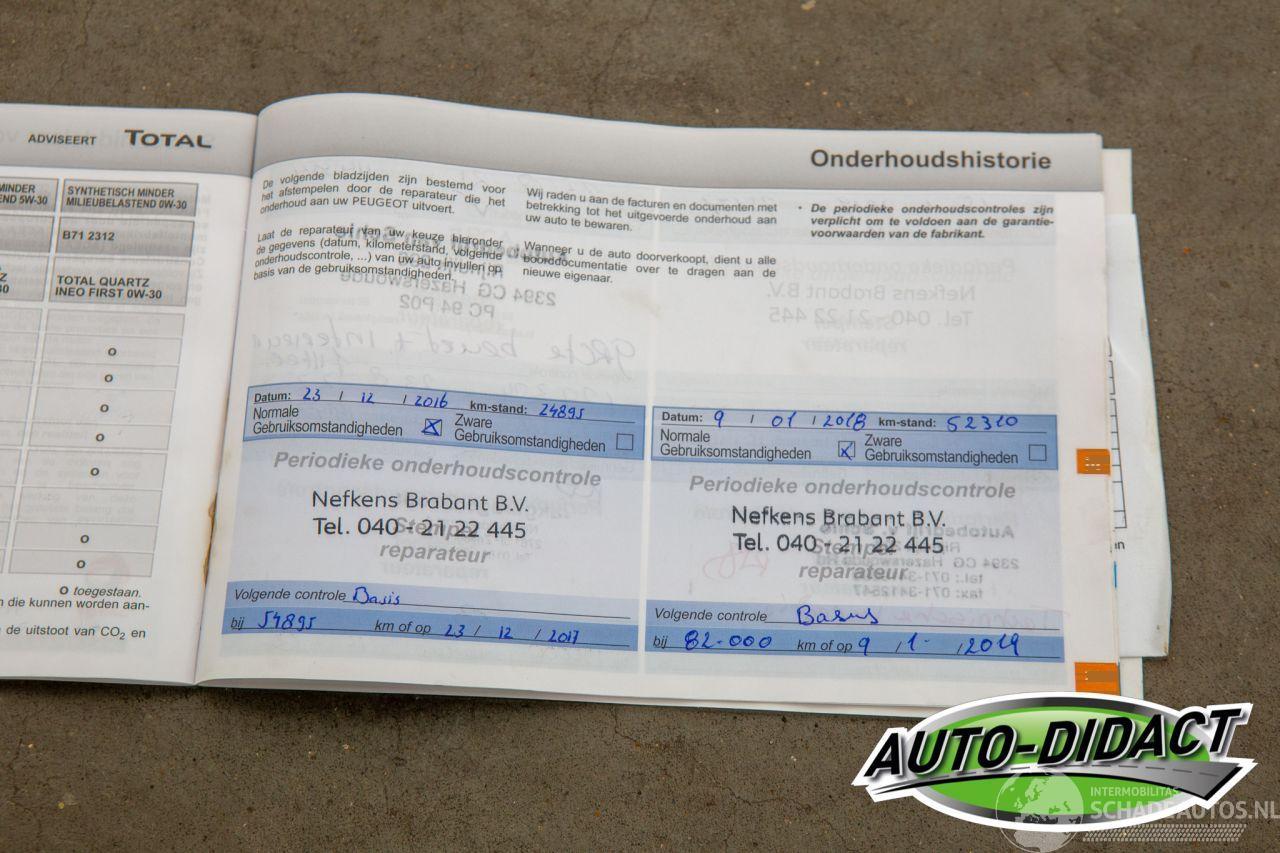 ADVISEERT TOTAL
MINDER
END 5W-30
SYNTHETISCH MINDER
MILIEUBELASTEND 0W-30
B71 2312
TOTAL QUARTZ
INEO FIRST 0W-30
o
o
o
o
o
o
o
o toegestaan.
n die kunnen worden aan-
de uitstoot van CO2 en
Onderhoudshistorie
De volgende bladzijden zijn bestemd voor
het afstempelen door de reparateur die het
onderhoud aan uw PEUGEOT uitvoert.
Laat de reparateur van uw keuze hieronder
de gegevens (datum, kilometerstand, volgende
onderhoudscontrole, ...) van uw auto invullen op
basis van de gebruiksomstandigheden.
Wij raden u aan de facturen en documenten met
betrekking tot het uitgevoerde onderhoud aan
uw auto te bewaren.
Wanneer u de auto doorverkoopt, dient u alle
boorddocumentatie over te dragen aan de
nieuwe eigenaar.
• De periodieke onderhoudscontroles zijn
verplicht om te voldoen aan de garantie-
voorwaarden van de fabrikant.
Datum: 23 / 12 / 2016 km-stand: 24895
Normale
Gebruiksomstandigheden
Zware
Gebruiksomstandigheden
Periodieke onderhoudscontrole
Nefkens Brabant B.V.
Tel. 040 - 21 22 445
Stempel
reparateur
Volgende controle Basis
bij 54895 km of op 23 / 12 / 2017
Datum: 9 / 01 / 2018 km-stand: 52310
Normale
Gebruiksomstandigheden
Zware
Gebruiksomstandigheden
Periodieke onderhoudscontrole
Nefkens Brabant B.V.
Tel. 040 - 21 22 445
Stempel
reparateur
Volgende controle Basis
bij 82.000 km of op 9 / 1 / 2019
AUTO-DIDACT
INTERMOBILITAS
SCHADEAUTOS.NL